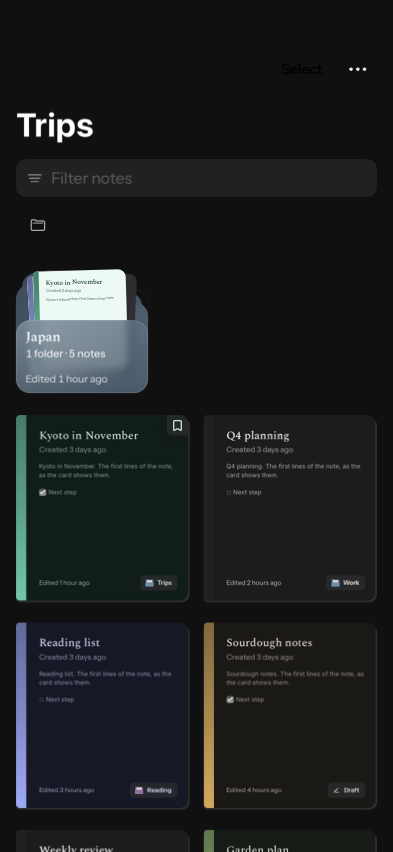 Select
Trips
Filter notes
Kyoto in November
Created 3 days ago
Japan
1 folder · 5 notes
Edited 1 hour ago
Kyoto in November
Created 3 days ago
Kyoto in November. The first lines of the note,
as the card shows them.
Next step
Edited 1 hour ago
Trips
Q4 planning
Created 3 days ago
Q4 planning. The first lines of the note, as the
card shows them.
Next step
Edited 2 hours ago
Work
Reading list
Created 3 days ago
Reading list. The first lines of the note, as the
card shows them.
Next step
Edited 3 hours ago
Reading
Sourdough notes
Created 3 days ago
Sourdough notes. The first lines of the note, as
the card shows them.
Next step
Edited 4 hours ago
Draft
Weekly review
Garden plan